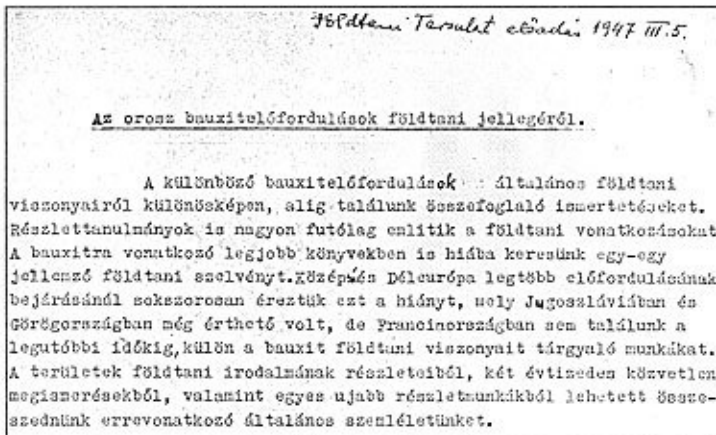 Földtani Társulat előadás 1947 III. 5.
Az orosz bauxitelőfordulások földtani jellegéről.
A különböző bauxitelőfordulások általános földtani
viszonyairól különösképen, alig találunk összefoglaló ismertetéseket.
Részlettanulmányok is nagyon futólag emlitik a földtani vonatkozásokat
A bauxitra vonatkozó legjobb könyvekben is hiába keresünk egy-egy
jellemző földtani szelvényt.Közép-és Déleurópa legtöbb előfordulásának
bejárásánál sokszorosan éreztük ezt a hiányt, mely Jugoszláviában és
Görögországban még érthető volt, de Franciaországban sem találunk a
legutóbbi időkig,külön a bauxit földtani viszonyait tárgyaló munkákat.
A területek földtani irodalmának részleteiből, két évtizedes közvetlen
megismerésekből, valamint egyes ujabb részletmunkákból lehetett össze-
szednünk errevonatkozó általános szemléletünket.